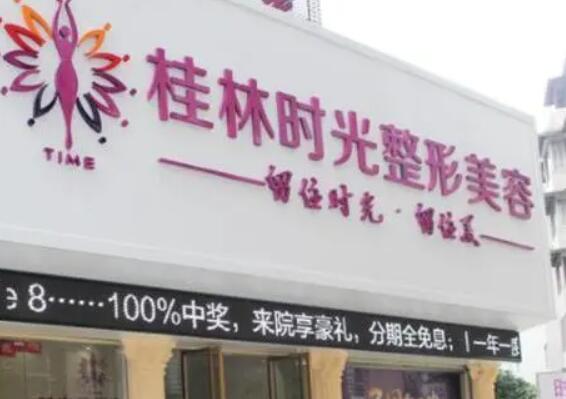 TIME
桂林时光整形美容
留住时光·留住美
e 8……100%中奖，来院享豪礼，分期全免息；1一年一